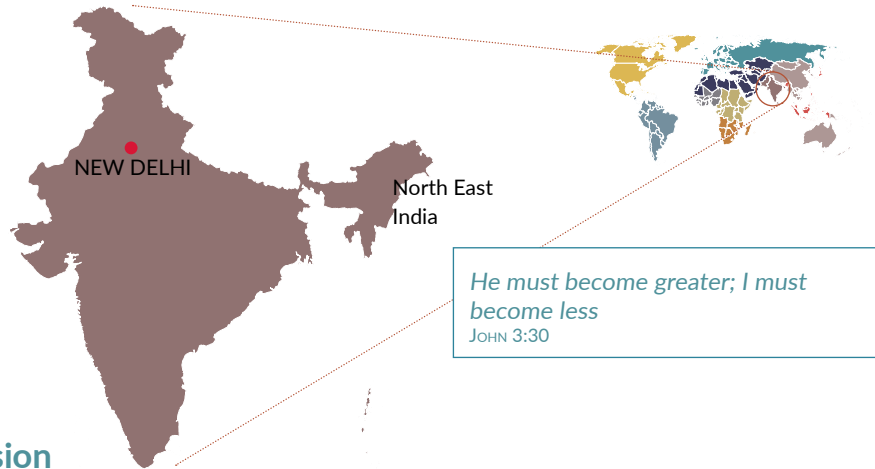 NEW DELHI
North East
India
He must become greater; I must
become less
John 3:30
sion